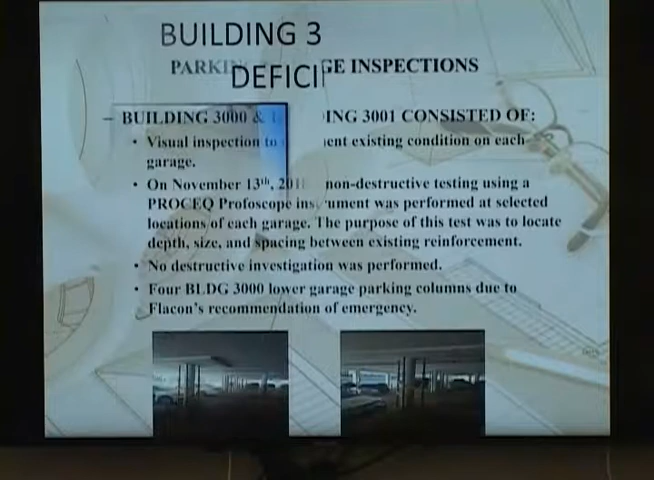 BUILDING 3
PARKI GE INSPECTIONS
DEFICI
– BUILDING 3000 & ING 3001 CONSISTED OF:
• Visual inspection to ent existing condition on each
garage.
• On November 13th, 201 non-destructive testing using a
PROCEQ Profoscope ins ument was performed at selected
locations of each garage. The purpose of this test was to locate
depth, size, and spacing between existing reinforcement.
• No destructive investigation was performed.
• Four BLDG 3000 lower garage parking columns due to
Flacon's recommendation of emergency.